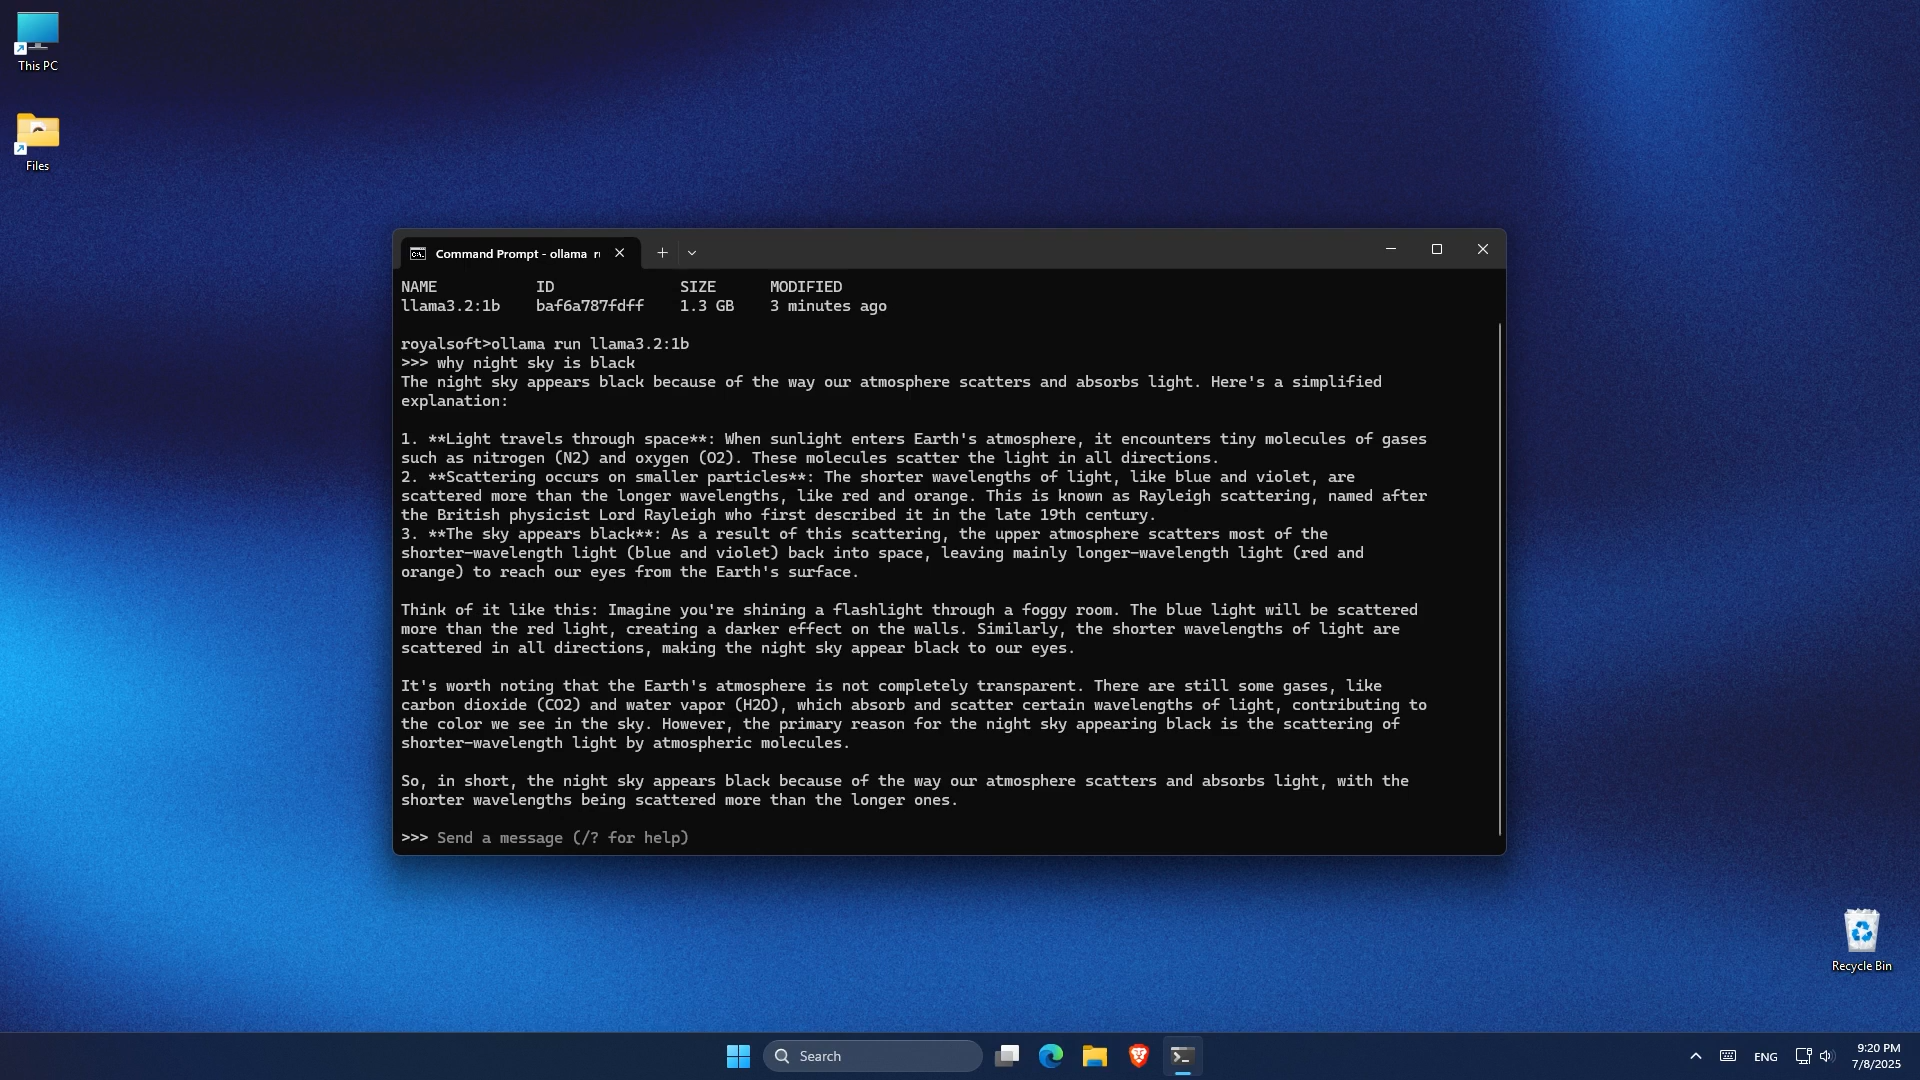 This PC
Files
Command Prompt - ollama r
NAME ID SIZE MODIFIED
llama3.2:1b baf6a787fdff 1.3 GB 3 minutes ago
royalsoft>ollama run llama3.2:1b
>>> why night sky is black
The night sky appears black because of the way our atmosphere scatters and absorbs light. Here's a simplified
explanation:
1. **Light travels through space**: When sunlight enters Earth's atmosphere, it encounters tiny molecules of gases
such as nitrogen (N2) and oxygen (O2). These molecules scatter the light in all directions.
2. **Scattering occurs on smaller particles**: The shorter wavelengths of light, like blue and violet, are
scattered more than the longer wavelengths, like red and orange. This is known as Rayleigh scattering, named after
the British physicist Lord Rayleigh who first described it in the late 19th century.
3. **The sky appears black**: As a result of this scattering, the upper atmosphere scatters most of the
shorter-wavelength light (blue and violet) back into space, leaving mainly longer-wavelength light (red and
orange) to reach our eyes from the Earth's surface.
Think of it like this: Imagine you're shining a flashlight through a foggy room. The blue light will be scattered
more than the red light, creating a darker effect on the walls. Similarly, the shorter wavelengths of light are
scattered in all directions, making the night sky appear black to our eyes.
It's worth noting that the Earth's atmosphere is not completely transparent. There are still some gases, like
carbon dioxide (CO2) and water vapor (H2O), which absorb and scatter certain wavelengths of light, contributing to
the color we see in the sky. However, the primary reason for the night sky appearing black is the scattering of
shorter-wavelength light by atmospheric molecules.
So, in short, the night sky appears black because of the way our atmosphere scatters and absorbs light, with the
shorter wavelengths being scattered more than the longer ones.
>>> Send a message (/? for help)
Recycle Bin
Search
ENG
9:20 PM
7/8/2025